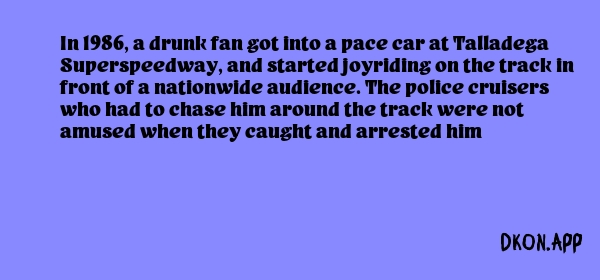 In 1986, a drunk fan got into a pace car at Talladega
Superspeedway, and started joyriding on the track in
front of a nationwide audience. The police cruisers
who had to chase him around the track were not
amused when they caught and arrested him
DKON.APP